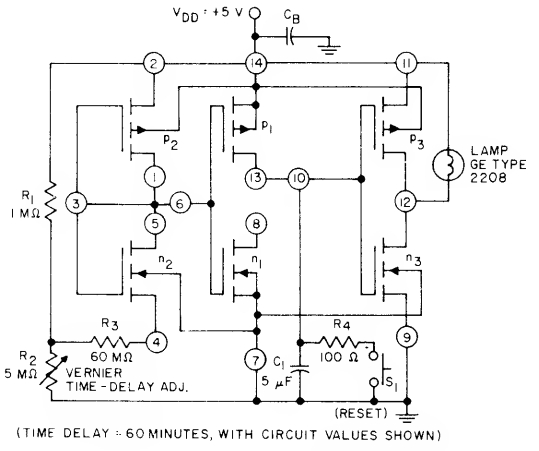 V_DD = +5 V
C_B
2
14
11
p2
p1
p3
LAMP
GE TYPE
2208
R1
1 MΩ
1
3
6
13
10
12
5
8
n2
n1
n3
R3
60 MΩ
4
7
9
R4
100 Ω
C1
5 µF
S1
R2
5 MΩ
VERNIER
TIME-DELAY ADJ.
(RESET)
(TIME DELAY = 60 MINUTES, WITH CIRCUIT VALUES SHOWN)